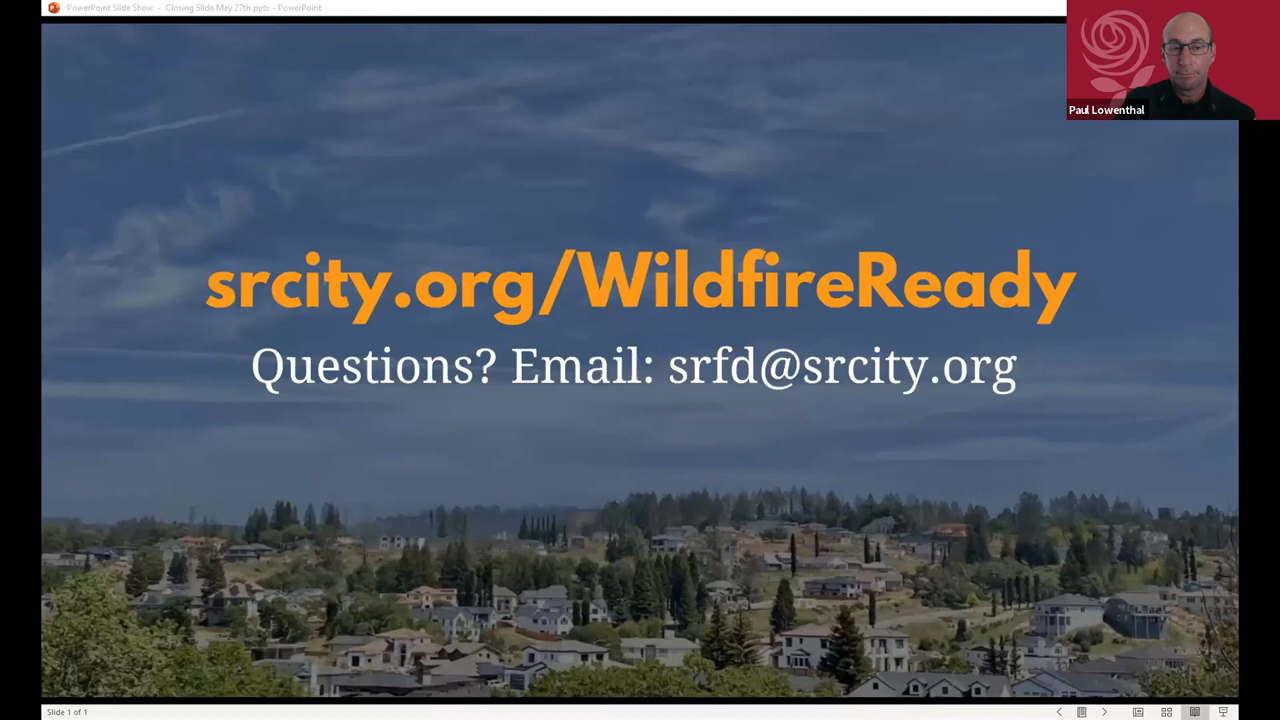 PowerPoint Slide Show - Closing Slide May 27th.pptx - PowerPoint
Paul Lowenthal
srcity.org/WildfireReady
Questions? Email: srfd@srcity.org
Slide 1 of 1